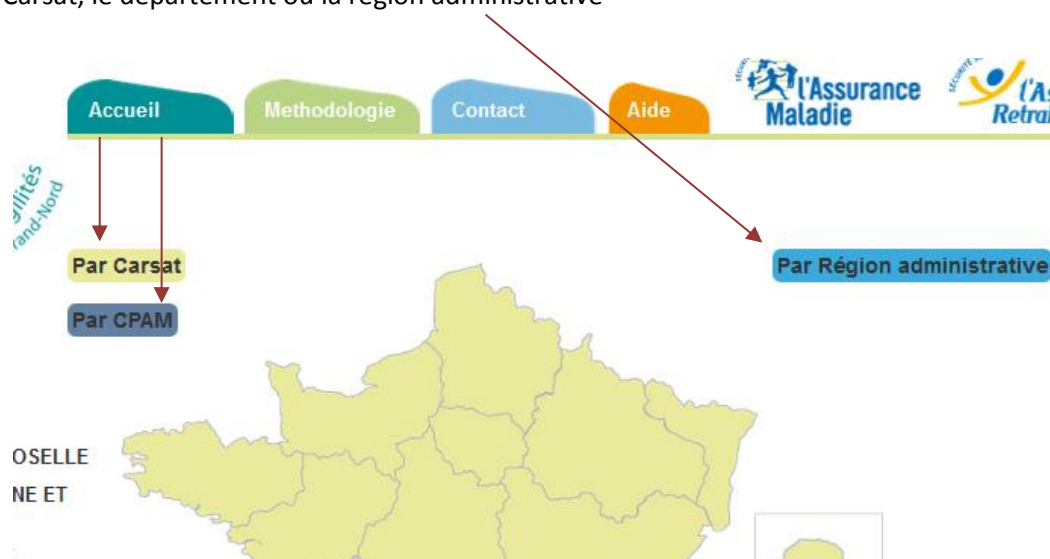 Carsat, le département ou la région administrative
l'Assurance
Maladie
Accueil
Methodologie
Contact
Aide
Par Carsat
Par Région administrative
Par CPAM
OSELLE
NE ET